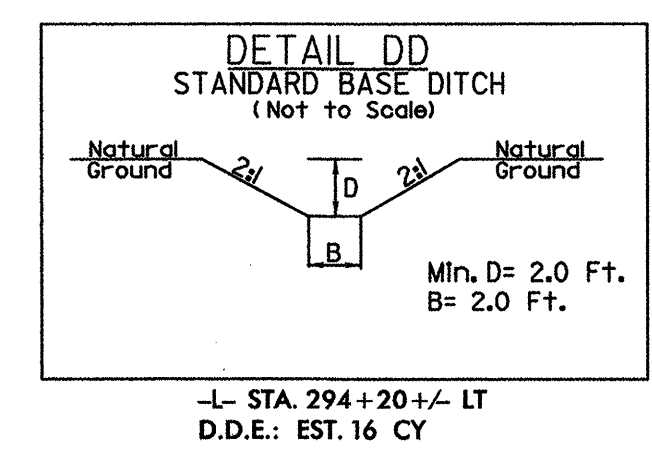 DETAIL DD
STANDARD BASE DITCH
(Not to Scale)
Natural
Ground
2:1
D
2:1
Natural
Ground
B
Min. D= 2.0 Ft.
B= 2.0 Ft.
-L- STA. 294+20+/- LT
D.D.E.: EST. 16 CY